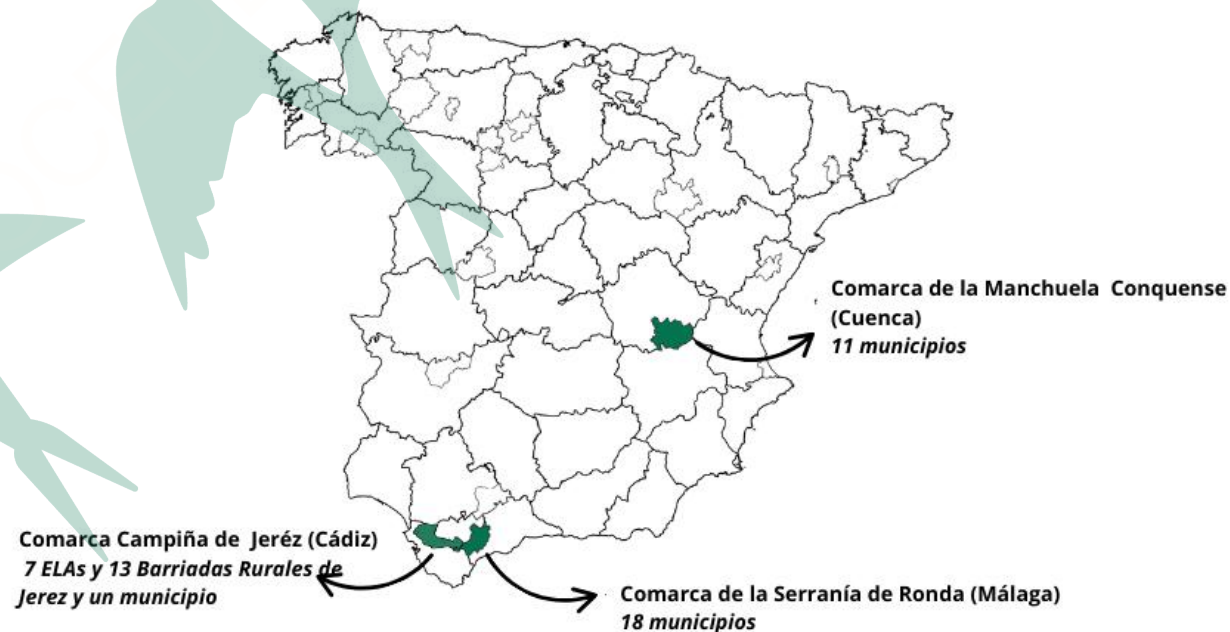 Comarca de la Manchuela Conquense
(Cuenca)
11 municipios
Comarca Campiña de Jeréz (Cádiz)
7 ELAs y 13 Barriadas Rurales de
Jerez y un municipio
Comarca de la Serranía de Ronda (Málaga)
18 municipios